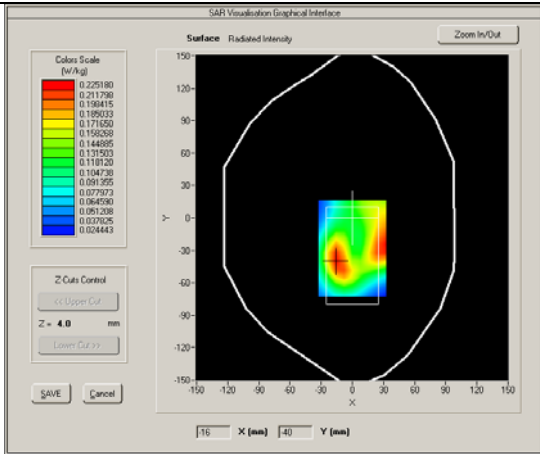 SAR Visualisation Graphical Interface
Surface Radiated Intensity
Zoom In/Out
Colors Scale
(W/kg)
0.225180
0.211798
0.198415
0.185033
0.171650
0.158268
0.144885
0.131503
0.118120
0.104738
0.091355
0.077973
0.064590
0.051208
0.037825
0.024443
Z-Cuts Control
<< Upper Cut
Z = 4.0 mm
Lower Cut >>
SAVE Cancel
150
120
90
60
30
0
-30
-60
-90
-120
-150
Y
-150 -120 -90 -60 -30 0 30 60 90 120 150
X
-16 X (mm) -40 Y (mm)